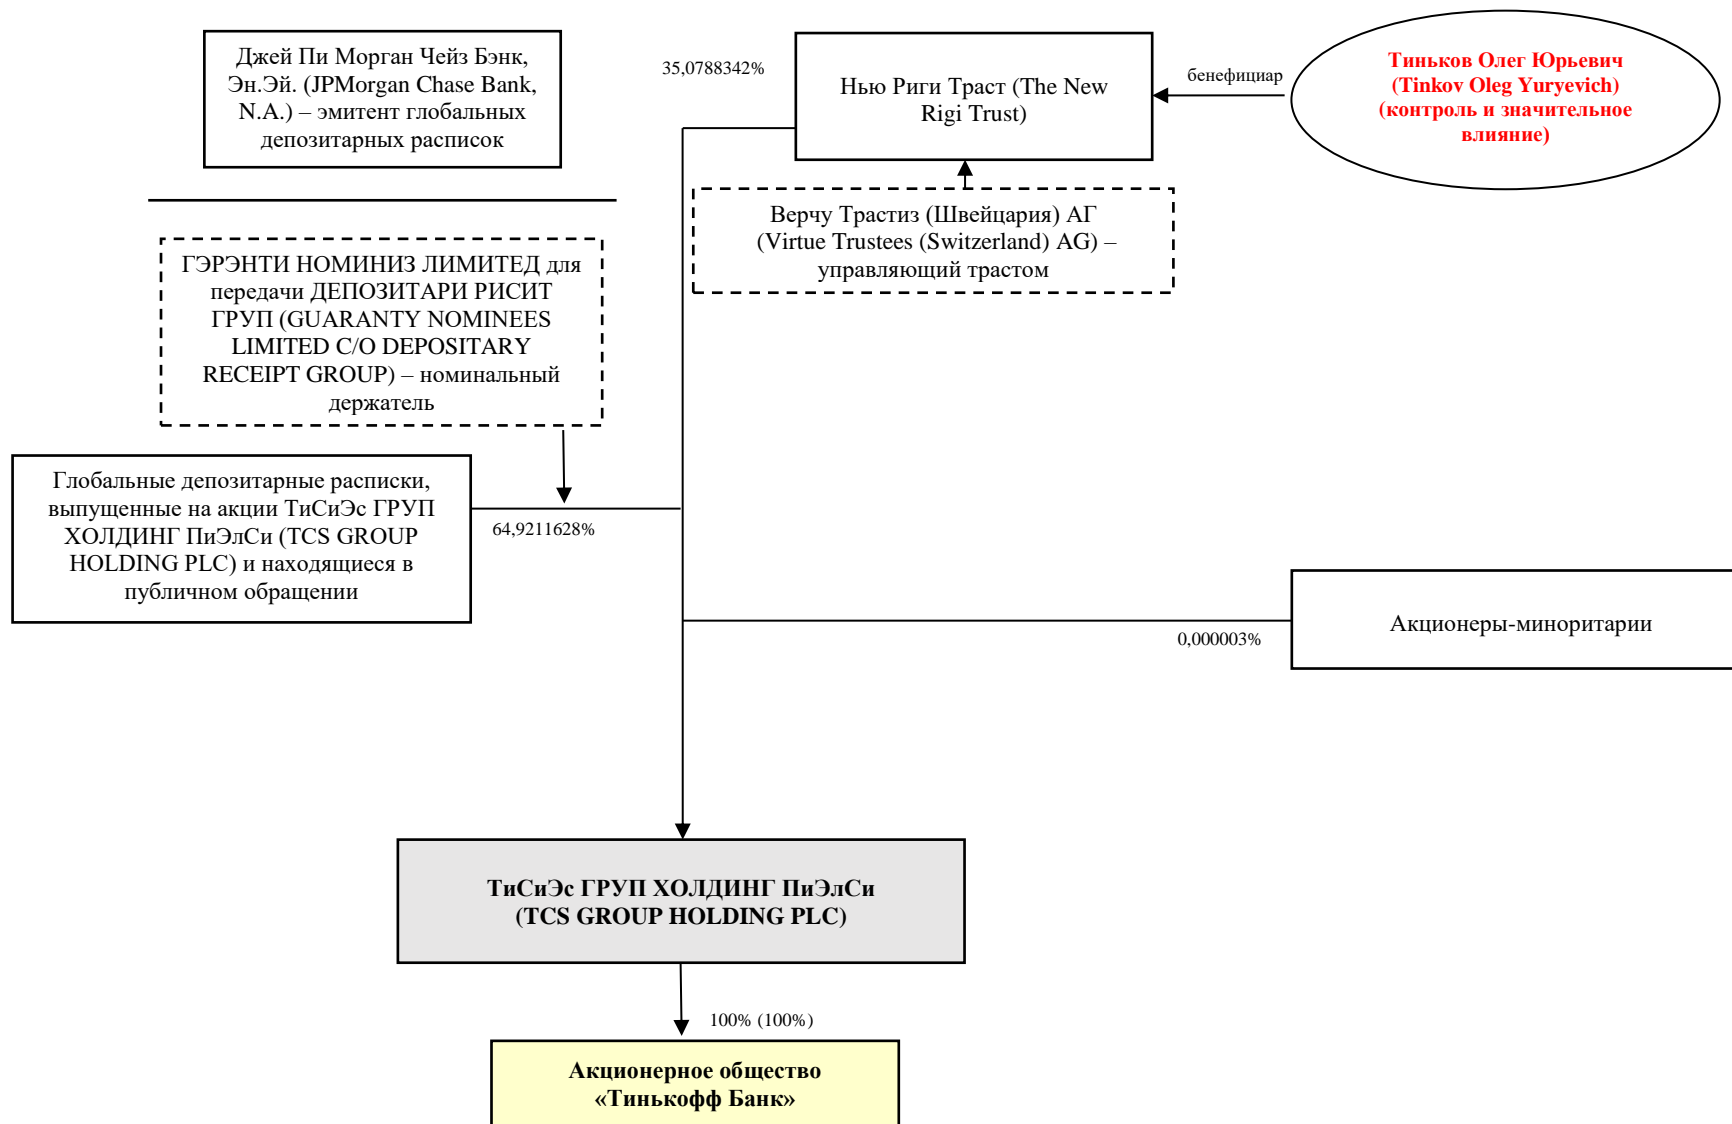 Джей Пи Морган Чейз Бэнк,
Эн.Эй. (JPMorgan Chase Bank,
N.A.) – эмитент глобальных
депозитарных расписок
35,0788342%
Нью Риги Траст (The New
Rigi Trust)
бенефициар
Тиньков Олег Юрьевич
(Tinkov Oleg Yuryevich)
(контроль и значительное
влияние)
Верчу Трастиз (Швейцария) АГ
(Virtue Trustees (Switzerland) AG) –
управляющий трастом
ГЭРЭНТИ НОМИНИЗ ЛИМИТЕД для
передачи ДЕПОЗИТАРИ РИСИТ
ГРУП (GUARANTY NOMINEES
LIMITED C/O DEPOSITARY
RECEIPT GROUP) – номинальный
держатель
Глобальные депозитарные расписки,
выпущенные на акции ТиСиЭс ГРУП
ХОЛДИНГ ПиЭлСи (TCS GROUP
HOLDING PLC) и находящиеся в
публичном обращении
64,9211628%
Акционеры-миноритарии
0,000003%
ТиСиЭс ГРУП ХОЛДИНГ ПиЭлСи
(TCS GROUP HOLDING PLC)
100% (100%)
Акционерное общество
«Тинькофф Банк»